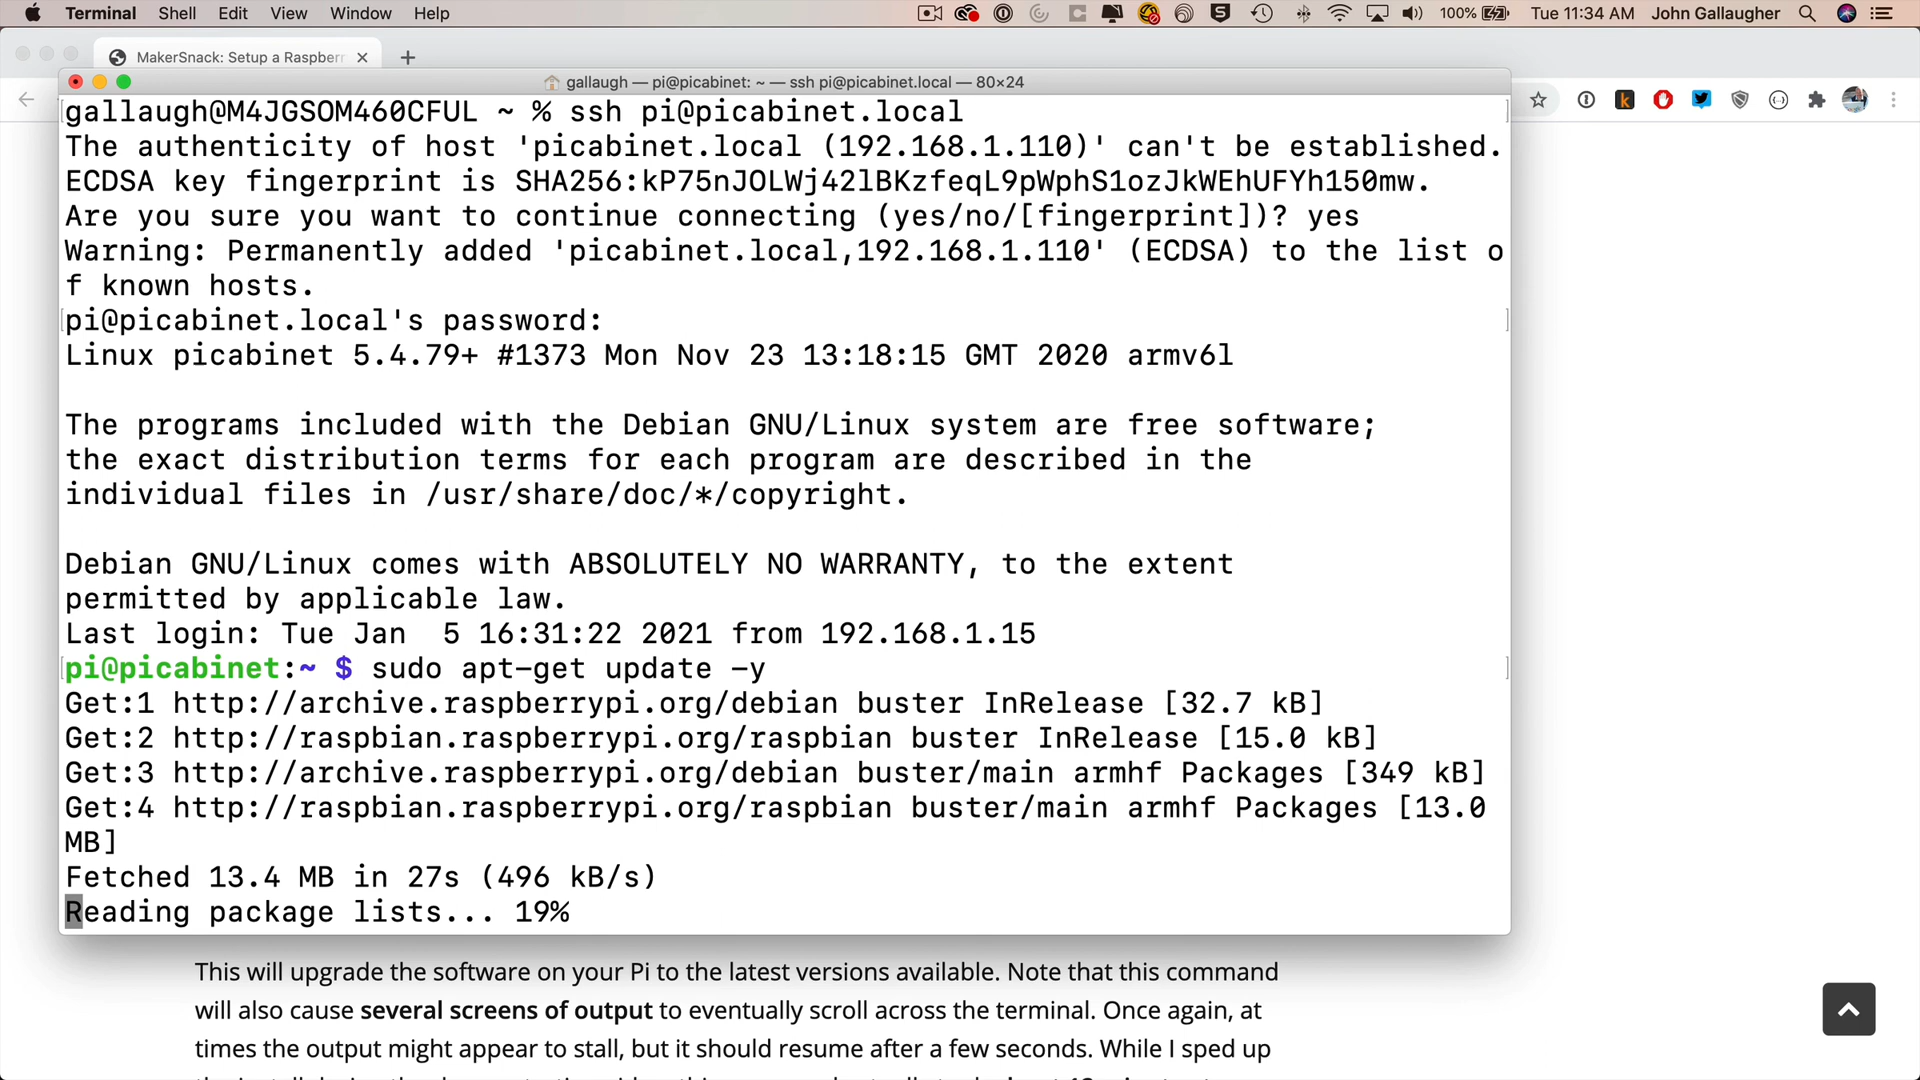 Terminal Shell Edit View Window Help 100% Tue 11:34 AM John Gallaugher
MakerSnack: Setup a Raspberr
gallaugh — pi@picabinet: ~ — ssh pi@picabinet.local — 80×24
gallaugh@M4JGSOM460CFUL ~ % ssh pi@picabinet.local
The authenticity of host 'picabinet.local (192.168.1.110)' can't be established.
ECDSA key fingerprint is SHA256:kP75nJOLWj42lBKzfeqL9pWphS1ozJkWEhUFYh150mw.
Are you sure you want to continue connecting (yes/no/[fingerprint])? yes
Warning: Permanently added 'picabinet.local,192.168.1.110' (ECDSA) to the list o
f known hosts.
pi@picabinet.local's password:
Linux picabinet 5.4.79+ #1373 Mon Nov 23 13:18:15 GMT 2020 armv6l
The programs included with the Debian GNU/Linux system are free software;
the exact distribution terms for each program are described in the
individual files in /usr/share/doc/*/copyright.
Debian GNU/Linux comes with ABSOLUTELY NO WARRANTY, to the extent
permitted by applicable law.
Last login: Tue Jan  5 16:31:22 2021 from 192.168.1.15
pi@picabinet:~ $ sudo apt-get update -y
Get:1 http://archive.raspberrypi.org/debian buster InRelease [32.7 kB]
Get:2 http://raspbian.raspberrypi.org/raspbian buster InRelease [15.0 kB]
Get:3 http://archive.raspberrypi.org/debian buster/main armhf Packages [349 kB]
Get:4 http://raspbian.raspberrypi.org/raspbian buster/main armhf Packages [13.0
MB]
Fetched 13.4 MB in 27s (496 kB/s)
Reading package lists... 19%
This will upgrade the software on your Pi to the latest versions available. Note that this command
will also cause several screens of output to eventually scroll across the terminal. Once again, at
times the output might appear to stall, but it should resume after a few seconds. While I sped up